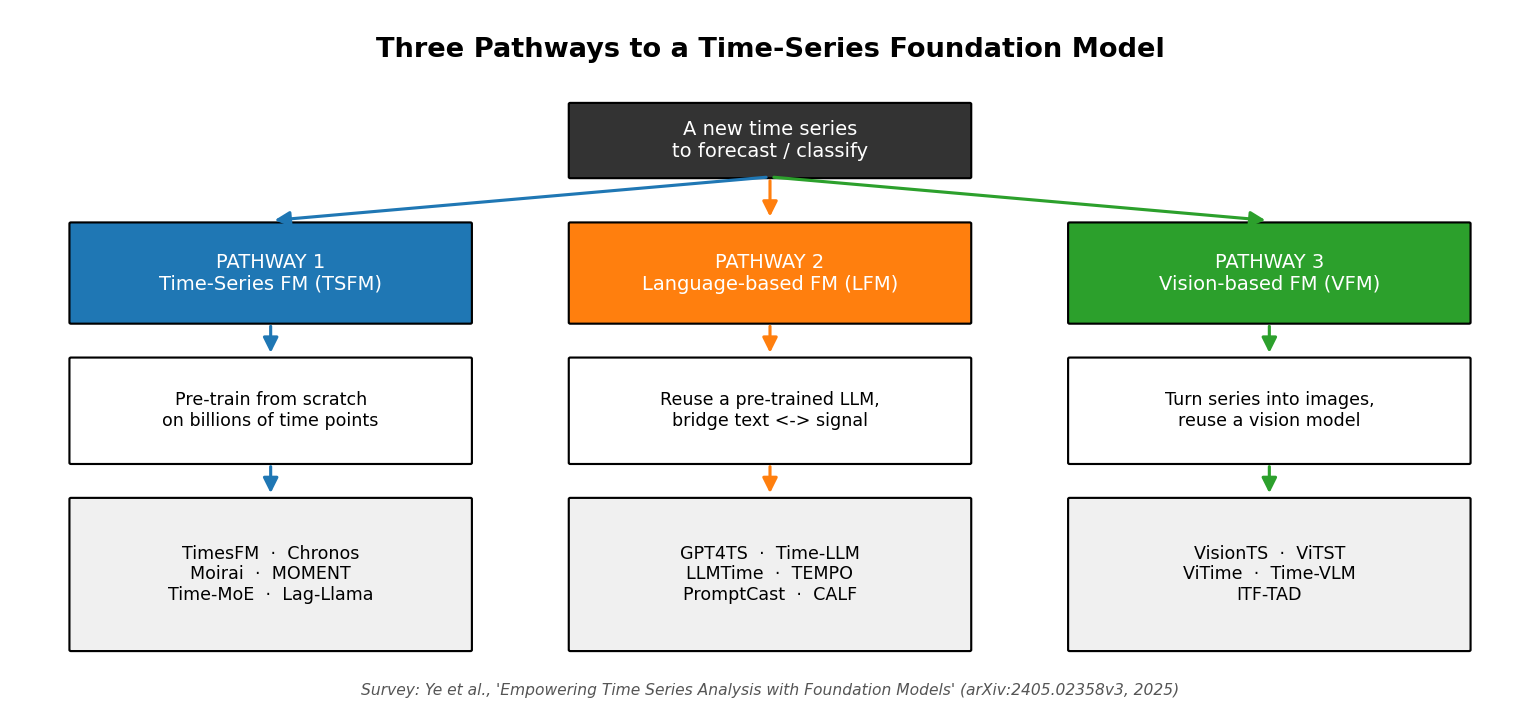 Three Pathways to a Time-Series Foundation Model
A new time series
to forecast / classify
PATHWAY 1
Time-Series FM (TSFM)
PATHWAY 2
Language-based FM (LFM)
PATHWAY 3
Vision-based FM (VFM)
Pre-train from scratch
on billions of time points
Reuse a pre-trained LLM,
bridge text <-> signal
Turn series into images,
reuse a vision model
TimesFM · Chronos
Moirai · MOMENT
Time-MoE · Lag-Llama
GPT4TS · Time-LLM
LLMTime · TEMPO
PromptCast · CALF
VisionTS · ViTST
ViTime · Time-VLM
ITF-TAD
Survey: Ye et al., 'Empowering Time Series Analysis with Foundation Models' (arXiv:2405.02358v3, 2025)